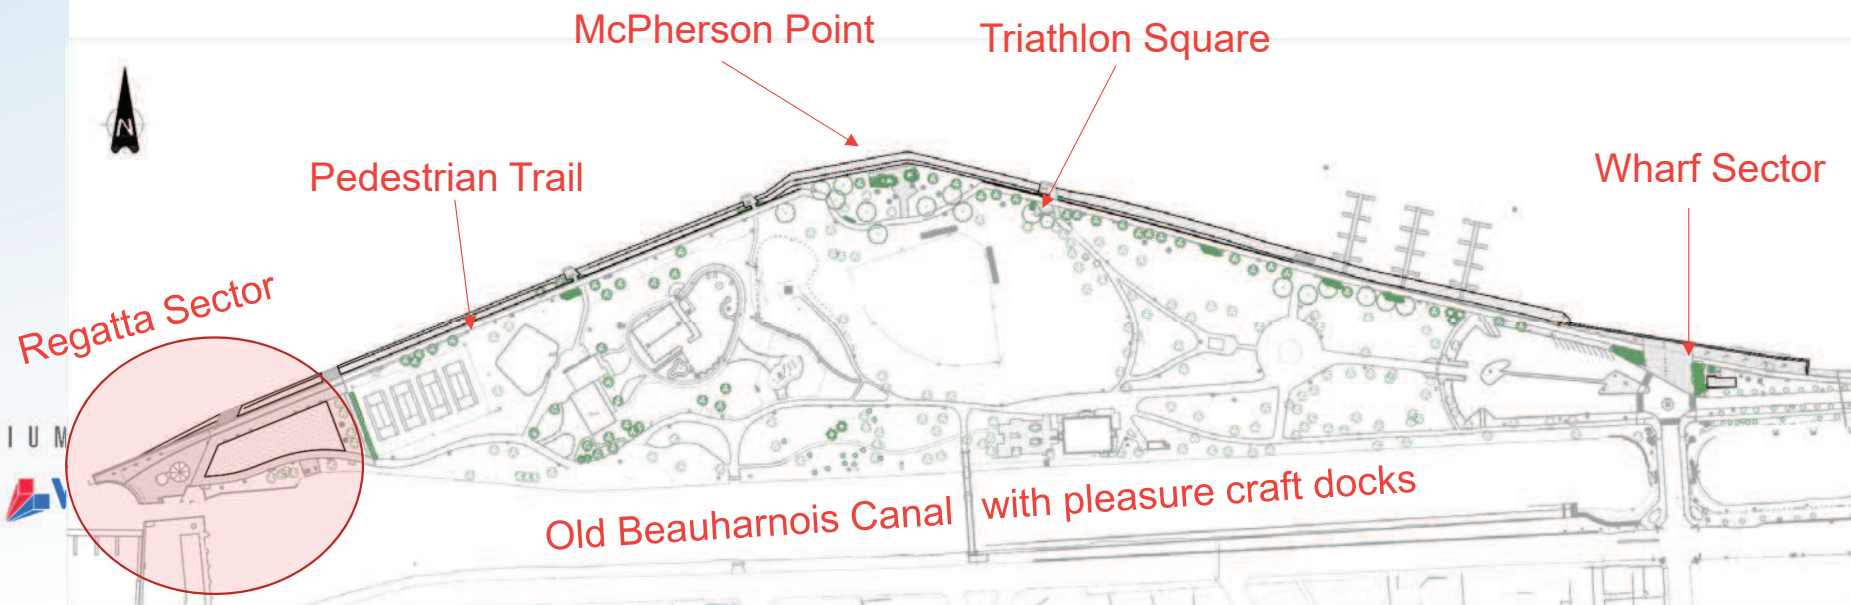 McPherson Point
Triathlon Square
N
Pedestrian Trail
Wharf Sector
Regatta Sector
I U M
V
Old Beauharnois Canal with pleasure craft docks